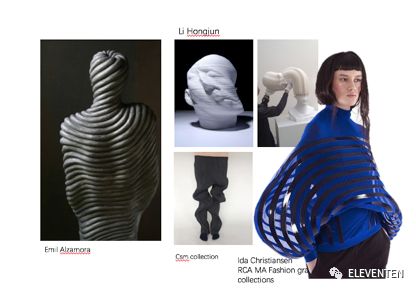 Li Hongjun
Emil Alzamora
Csm collection
Ida Christiansen
RCA MA Fashion gra
collections
ELEVENTEN